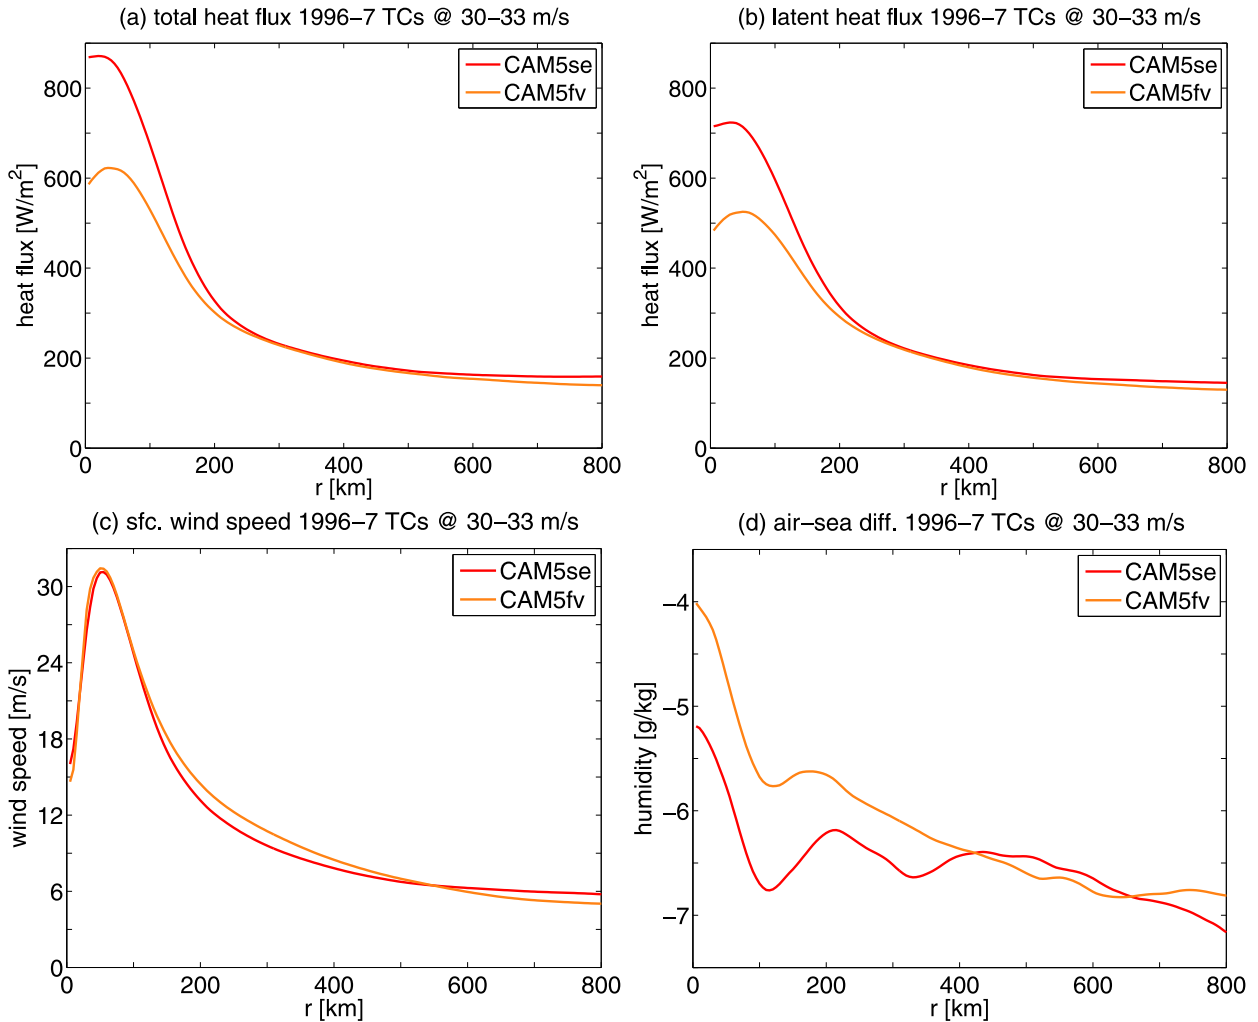 (a) total heat flux 1996–7 TCs @ 30–33 m/s
CAM5se
CAM5fv
heat flux [W/m²]
0
200
400
600
800
0 200 400 600 800
r [km]
(b) latent heat flux 1996–7 TCs @ 30–33 m/s
CAM5se
CAM5fv
heat flux [W/m²]
0
200
400
600
800
0 200 400 600 800
r [km]
(c) sfc. wind speed 1996–7 TCs @ 30–33 m/s
CAM5se
CAM5fv
wind speed [m/s]
30
24
18
12
6
0
0 200 400 600 800
r [km]
(d) air–sea diff. 1996–7 TCs @ 30–33 m/s
CAM5se
CAM5fv
humidity [g/kg]
−4
−5
−6
−7
0 200 400 600 800
r [km]